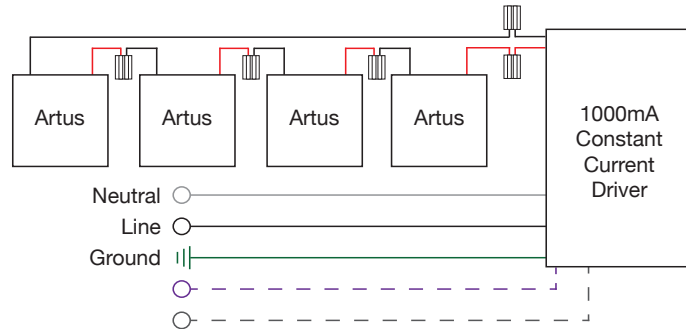 Artus
Artus
Artus
Artus
1000mA
Constant
Current
Driver
Neutral
Line
Ground